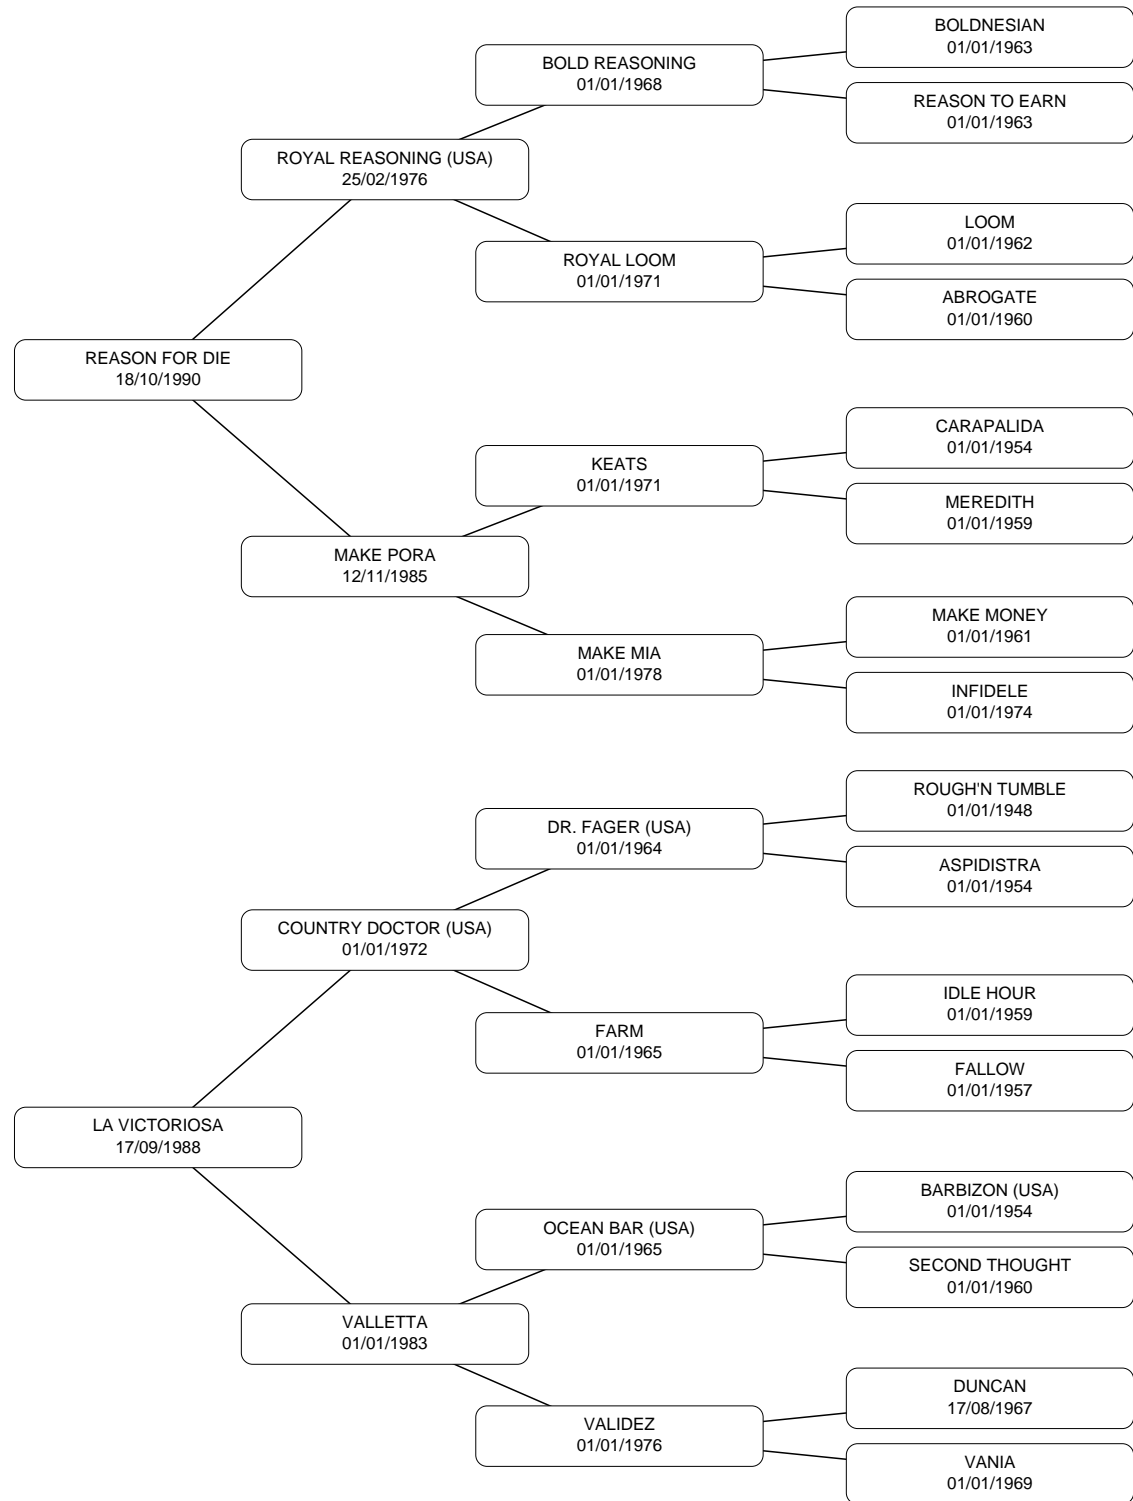 BOLDNESIAN
01/01/1963
BOLD REASONING
01/01/1968
REASON TO EARN
01/01/1963
ROYAL REASONING (USA)
25/02/1976
LOOM
01/01/1962
ROYAL LOOM
01/01/1971
ABROGATE
01/01/1960
REASON FOR DIE
18/10/1990
CARAPALIDA
01/01/1954
KEATS
01/01/1971
MEREDITH
01/01/1959
MAKE PORA
12/11/1985
MAKE MONEY
01/01/1961
MAKE MIA
01/01/1978
INFIDELE
01/01/1974
ROUGH'N TUMBLE
01/01/1948
DR. FAGER (USA)
01/01/1964
ASPIDISTRA
01/01/1954
COUNTRY DOCTOR (USA)
01/01/1972
IDLE HOUR
01/01/1959
FARM
01/01/1965
FALLOW
01/01/1957
LA VICTORIOSA
17/09/1988
BARBIZON (USA)
01/01/1954
OCEAN BAR (USA)
01/01/1965
SECOND THOUGHT
01/01/1960
VALLETTA
01/01/1983
DUNCAN
17/08/1967
VALIDEZ
01/01/1976
VANIA
01/01/1969